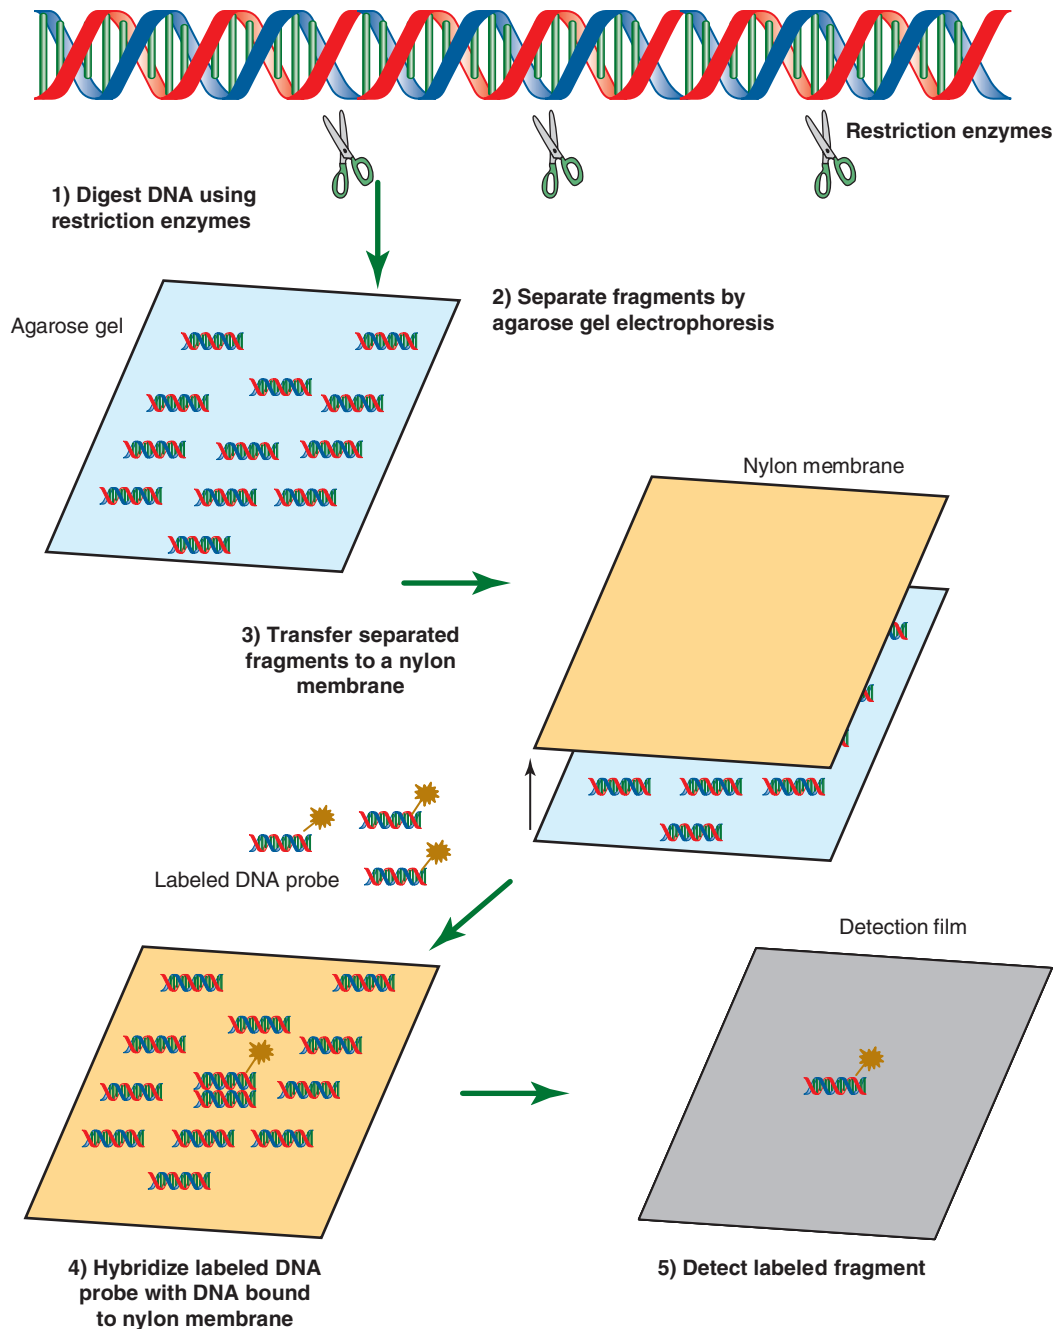 Restriction enzymes
1) Digest DNA using
restriction enzymes
2) Separate fragments by
agarose gel electrophoresis
Agarose gel
Nylon membrane
3) Transfer separated
fragments to a nylon
membrane
Labeled DNA probe
Detection film
4) Hybridize labeled DNA
probe with DNA bound
to nylon membrane
5) Detect labeled fragment